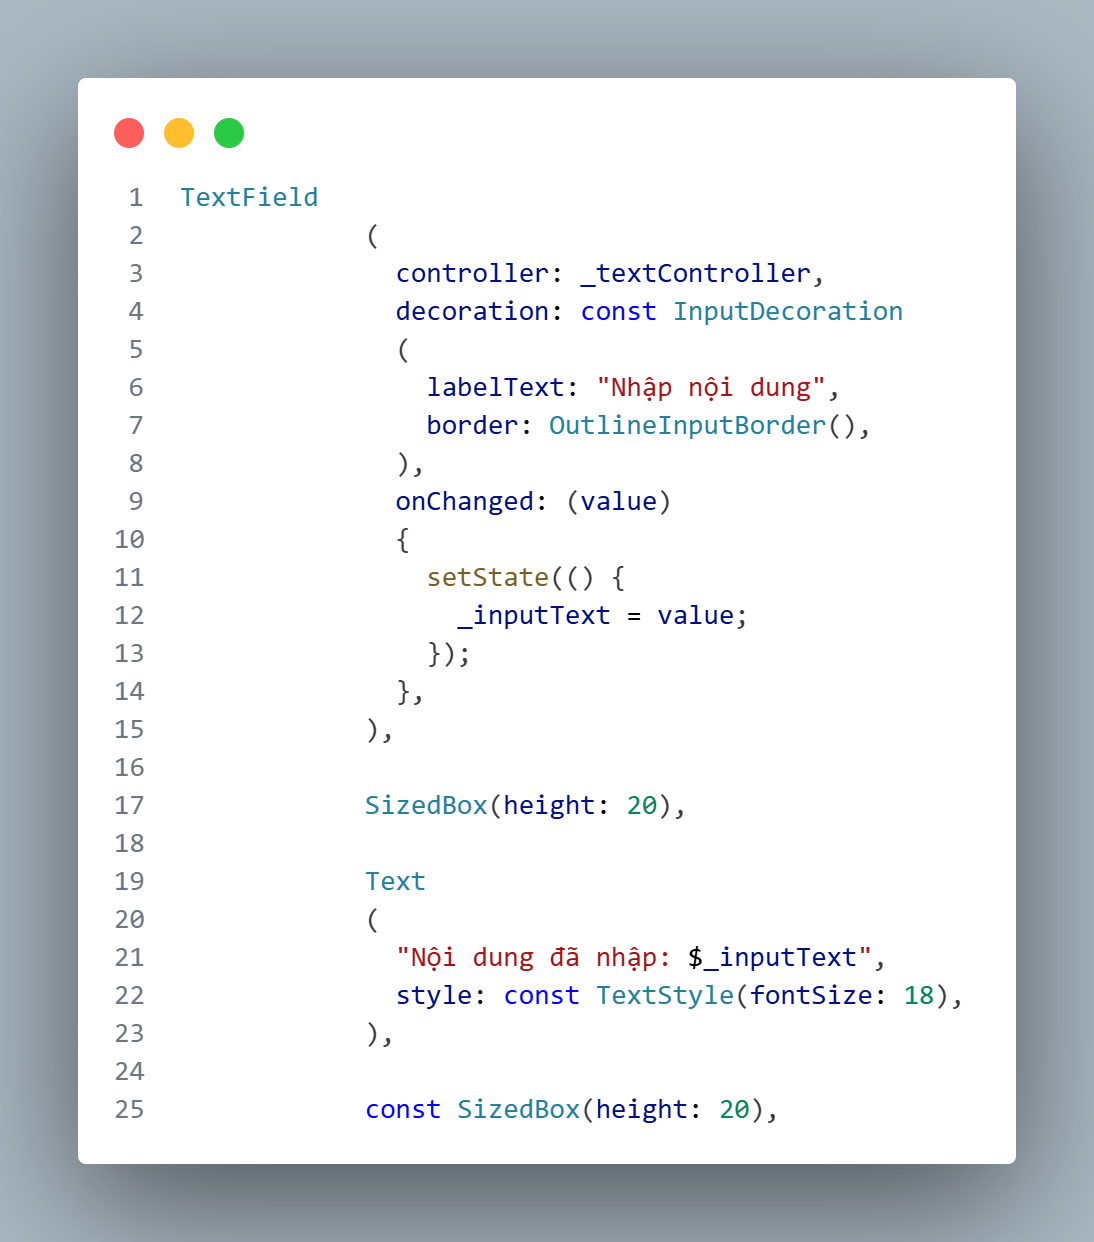 1 TextField
2 (
3 controller: _textController,
4 decoration: const InputDecoration
5 (
6 labelText: "Nhập nội dung",
7 border: OutlineInputBorder(),
8 ),
9 onChanged: (value)
10 {
11 setState(() {
12 _inputText = value;
13 });
14 },
15 ),
16
17 SizedBox(height: 20),
18
19 Text
20 (
21 "Nội dung đã nhập: $_inputText",
22 style: const TextStyle(fontSize: 18),
23 ),
24
25 const SizedBox(height: 20),